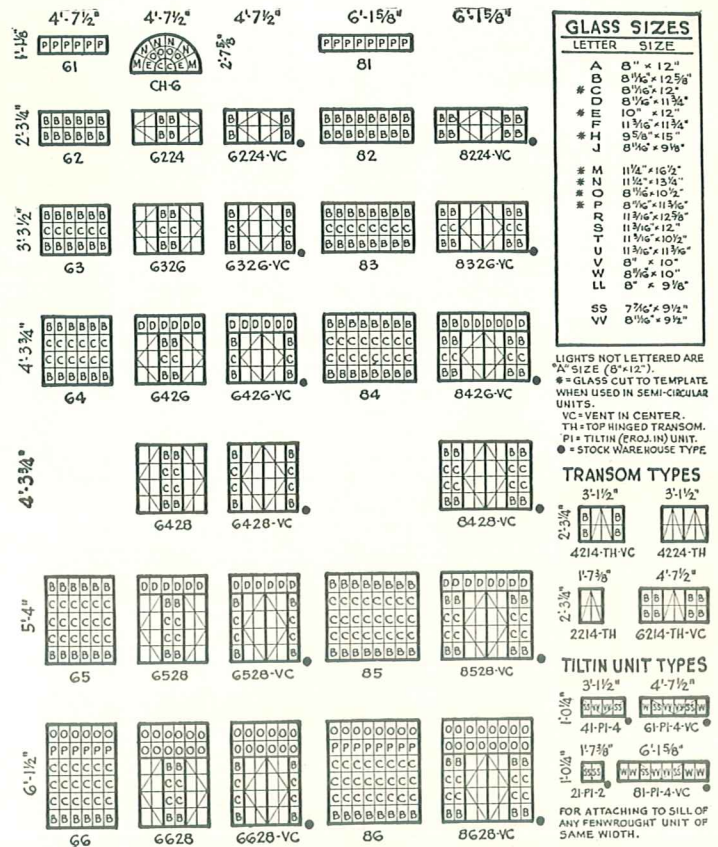 4'-7½" 4'-7½" 4'-7½" 6'-1⅝" 6'-1⅝"
1'-1⅛"
P P P P P P
61
N N N N
M O O O M
E C C E
CH-6
2'-7⅝"
P P P P P P P P
81
2'-3¼"
B B B B B B
B B B B B B
62
B B
B B
6224
B B
B B
6224-VC
B B B B B B B B
B B B B B B B B
82
B B B B
B B B B
8224-VC
3'-3½"
B B B B B B
C C C C C C
B B B B B B
63
B B
C C
B B
6326
B B
C C
B B
6326-VC
B B B B B B B B
C C C C C C C C
B B B B B B B B
83
B B B B
C C C C
B B B B
8326-VC
4'-3¾"
B B B B B B
C C C C C C
C C C C C C
B B B B B B
64
D D D D D D
B B
C C
B B
6426
D D D D D D
B B
C C
B B
6426-VC
B B B B B B B B
C C C C C C C C
C C C C C C C C
B B B B B B B B
84
D D D D D D D D
B B B B
C C C C
B B B B
8426-VC
4'-3¾"
B B
C C
C C
B B
6428
B B
C C
C C
B B
6428-VC
B B B B
C C C C
C C C C
B B B B
8428-VC
5'-4"
B B B B B B
C C C C C C
C C C C C C
C C C C C C
B B B B B B
65
D D D D D D
B B
C C
C C
B B
6528
D D D D D D
B B
C C
C C
B B
6528-VC
B B B B B B B B
C C C C C C C C
C C C C C C C C
C C C C C C C C
B B B B B B B B
85
D D D D D D D D
B B B B
C C C C
C C C C
B B B B
8528-VC
6'-1½"
O O O O O O
P P P P P P
C C C C C C
C C C C C C
B B B B B B
66
O O O O O O
O O O O O O
B B
C C
C C
B B
6628
O O O O O O
O O O O O O
B B
C C
C C
B B
6628-VC
O O O O O O O O
P P P P P P P P
C C C C C C C C
C C C C C C C C
B B B B B B B B
86
O O O O O O O O
O O O O O O O O
B B B B
C C C C
C C C C
B B B B
8628-VC
GLASS SIZES
LETTER SIZE
A 8" × 12"
B 8 11/16" × 12⅝"
* C 8 11/16" × 12"
D 8 11/16" × 11¾"
* E 10" × 12"
F 11 3/16" × 11¾"
* H 9⅝" × 15"
J 8 11/16" × 9⅛"
* M 11¼" × 16½"
* N 11¼" × 13¼"
* O 8 11/16" × 10½"
* P 8 11/16" × 11 3/16"
R 11 3/16" × 12⅝"
S 11 3/16" × 12"
T 11 3/16" × 10½"
U 11 3/16" × 11 3/16"
V 8" × 10"
W 8 11/16" × 10"
LL 8" × 9⅛"
SS 7 7/16" × 9½"
VV 8 11/16" × 9½"
LIGHTS NOT LETTERED ARE
"A" SIZE (8"×12").
* = GLASS CUT TO TEMPLATE
WHEN USED IN SEMI-CIRCULAR
UNITS.
VC = VENT IN CENTER.
TH = TOP HINGED TRANSOM.
PI = TILTIN (PROJ. IN) UNIT.
● = STOCK WAREHOUSE TYPE
TRANSOM TYPES
3'-1½" 3'-1½"
2'-3¼"
B B
B B
4214-TH-VC 4224-TH
1'-7⅜" 4'-7½"
2'-3¼"
B B B B
B B B B
2214-TH 6214-TH-VC
TILTIN UNIT TYPES
3'-1½" 4'-7½"
1'-0¼"
SS VV VV SS
W SS VV VV SS W
41-PI-4 61-PI-4-VC
1'-7⅜" 6'-1⅝"
1'-0¼"
SS SS
W W SS VV VV SS W W
21-PI-2 81-PI-4-VC
FOR ATTACHING TO SILL OF
ANY FENWROUGHT UNIT OF
SAME WIDTH.